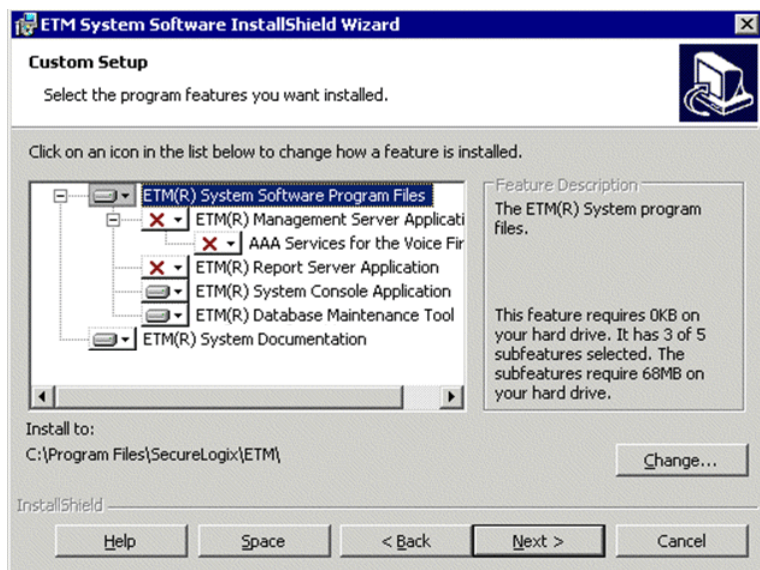 ETM System Software InstallShield Wizard
Custom Setup
Select the program features you want installed.
Click on an icon in the list below to change how a feature is installed.
ETM(R) System Software Program Files
ETM(R) Management Server Applicati
AAA Services for the Voice Fir
ETM(R) Report Server Application
ETM(R) System Console Application
ETM(R) Database Maintenance Tool
ETM(R) System Documentation
Feature Description
The ETM(R) System program
files.
This feature requires 0KB on
your hard drive. It has 3 of 5
subfeatures selected. The
subfeatures require 68MB on
your hard drive.
Install to:
C:\Program Files\SecureLogix\ETM\
Change...
InstallShield
Help Space < Back Next > Cancel